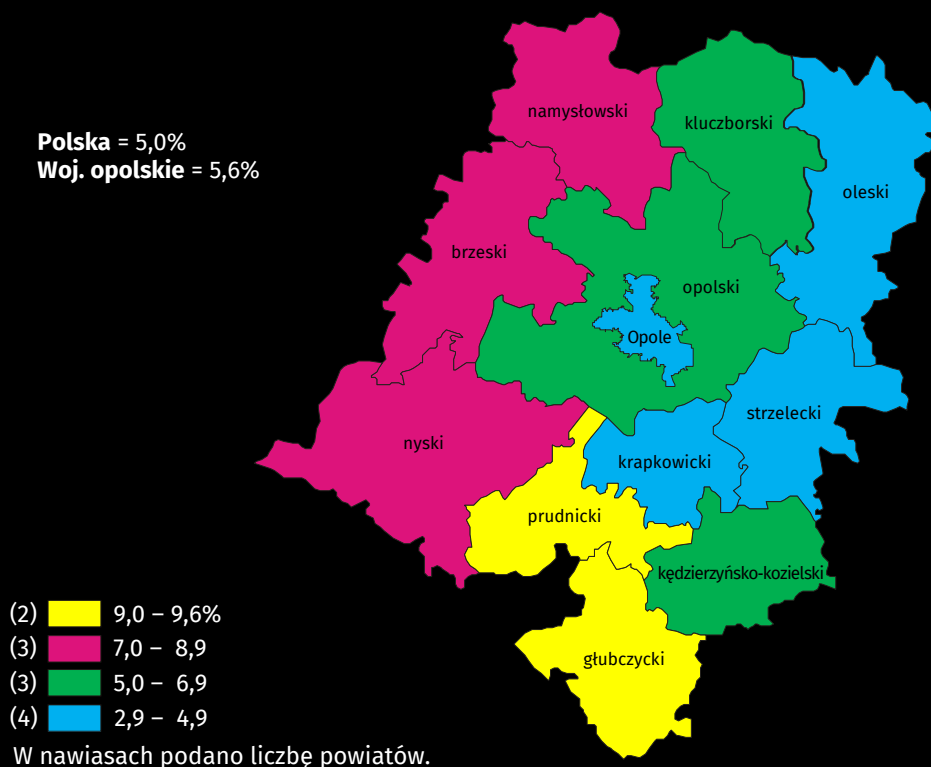 namysłowski
kluczborski
Polska = 5,0%
Woj. opolskie = 5,6%
oleski
brzeski
opolski
Opole
strzelecki
nyski
krapkowicki
prudnicki
kędzierzyńsko-kozielski
głubczycki
(2) 9,0 – 9,6%
(3) 7,0 – 8,9
(3) 5,0 – 6,9
(4) 2,9 – 4,9
W nawiasach podano liczbę powiatów.